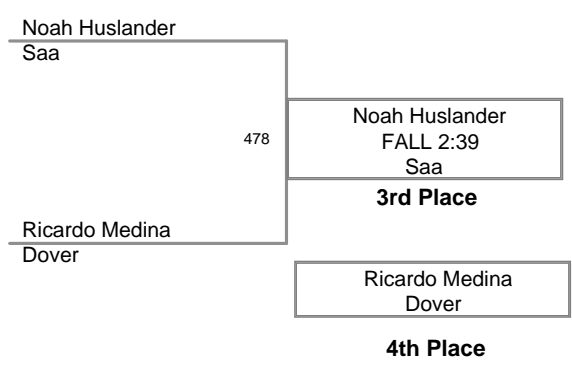 Noah Huslander
Saa
478
Noah Huslander
FALL 2:39
Saa
3rd Place
Ricardo Medina
Dover
Ricardo Medina
Dover
4th Place